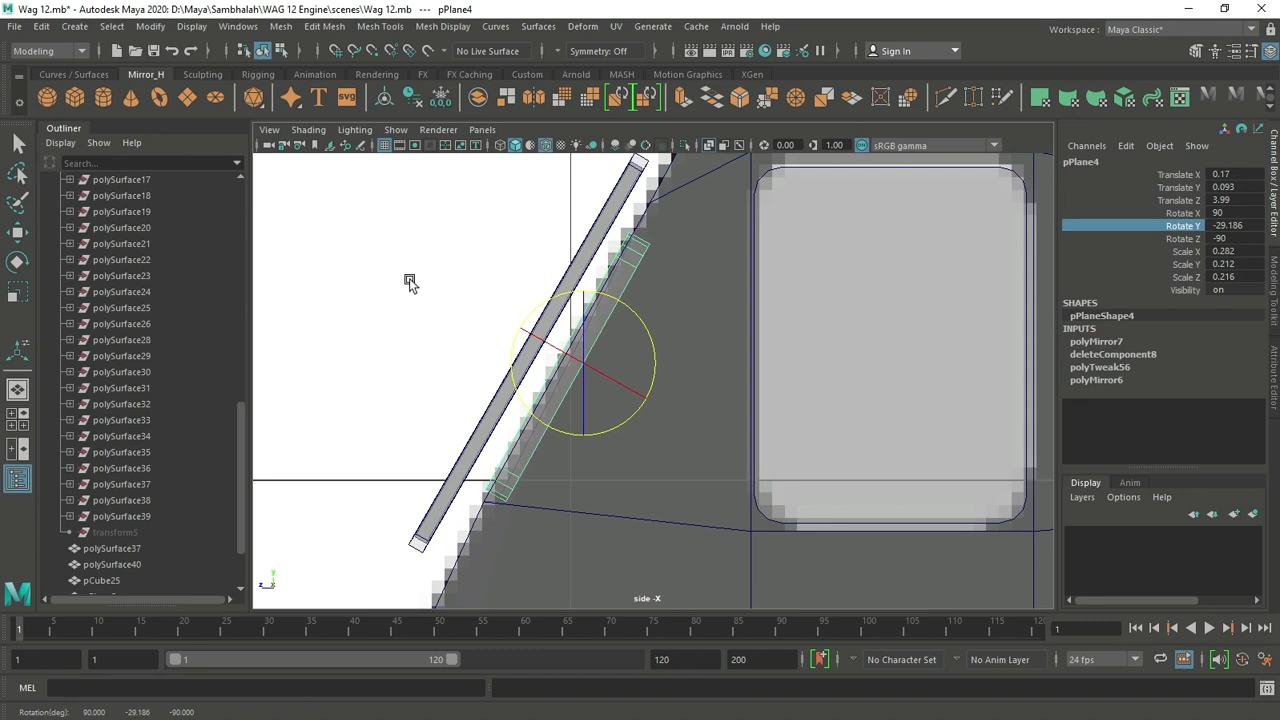 Wag 12.mb* - Autodesk Maya 2020: D:\Maya\Sambhalah\WAG 12 Engine\scenes\Wag 12.mb --- pPlane4
File Edit Create Select Modify Display Windows Mesh Edit Mesh Mesh Tools Mesh Display Curves Surfaces Deform UV Generate Cache Arnold Help
Workspace: Maya Classic*
Modeling No Live Surface Symmetry: Off Sign In
Curves / Surfaces Mirror_H Sculpting Rigging Animation Rendering FX FX Caching Custom Arnold MASH Motion Graphics XGen
Outliner
Display Show Help
Search...
polySurface17
polySurface18
polySurface19
polySurface20
polySurface21
polySurface22
polySurface23
polySurface24
polySurface25
polySurface26
polySurface28
polySurface29
polySurface30
polySurface31
polySurface32
polySurface33
polySurface34
polySurface35
polySurface36
polySurface37
polySurface38
polySurface39
transform5
polySurface37
polySurface40
pCube25
View Shading Lighting Show Renderer Panels
0.00 1.00 sRGB gamma
side -X
y
z x
Channels Edit Object Show
pPlane4
Translate X 0.17
Translate Y 0.093
Translate Z 3.99
Rotate X 90
Rotate Y -29.186
Rotate Z -90
Scale X 0.282
Scale Y 0.212
Scale Z 0.216
Visibility on
SHAPES
pPlaneShape4
INPUTS
polyMirror7
deleteComponent8
polyTweak56
polyMirror6
Display Anim
Layers Options Help
Channel Box / Layer Editor
Modeling Toolkit
Attribute Editor
1 5 10 15 20 25 30 35 40 45 50 55 60 65 70 75 80 85 90 95 100 105 110 115 120
1
1 1 1 120 120 200 No Character Set No Anim Layer 24 fps
MEL
Rotation(deg): 90.000 -29.186 -90.000